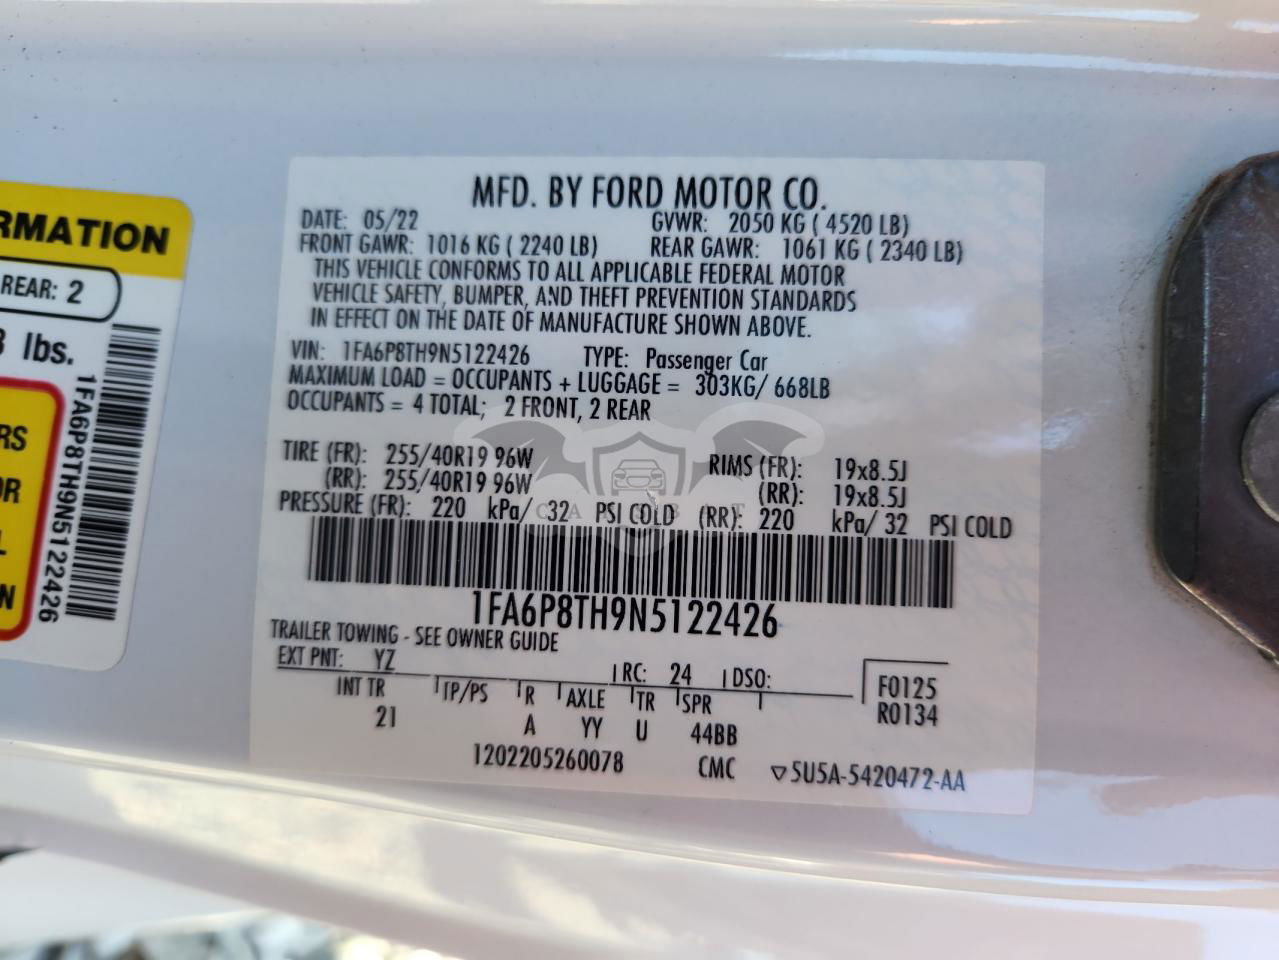 MFD. BY FORD MOTOR CO.
DATE: 05/22 GVWR: 2050 KG ( 4520 LB)
FRONT GAWR: 1016 KG ( 2240 LB) REAR GAWR: 1061 KG ( 2340 LB)
THIS VEHICLE CONFORMS TO ALL APPLICABLE FEDERAL MOTOR
VEHICLE SAFETY, BUMPER, AND THEFT PREVENTION STANDARDS
IN EFFECT ON THE DATE OF MANUFACTURE SHOWN ABOVE.
VIN: 1FA6P8TH9N5122426 TYPE: Passenger Car
MAXIMUM LOAD = OCCUPANTS + LUGGAGE = 303KG/ 668LB
OCCUPANTS = 4 TOTAL; 2 FRONT, 2 REAR
TIRE (FR): 255/40R19 96W RIMS (FR): 19x8.5J
(RR): 255/40R19 96W (RR): 19x8.5J
PRESSURE (FR): 220 kPa/ 32 PSI COLD (RR): 220 kPa/ 32 PSI COLD
1FA6P8TH9N5122426
TRAILER TOWING - SEE OWNER GUIDE
EXT PNT: YZ RC: 24 DSO: F0125
INT TR TP/PS R AXLE TR SPR R0134
21 A YY U 44BB
1202205260078 CMC ▽5U5A-5420472-AA
RMATION
REAR: 2
lbs.
1FA6P8TH9N5122426
RS
OR
L
N